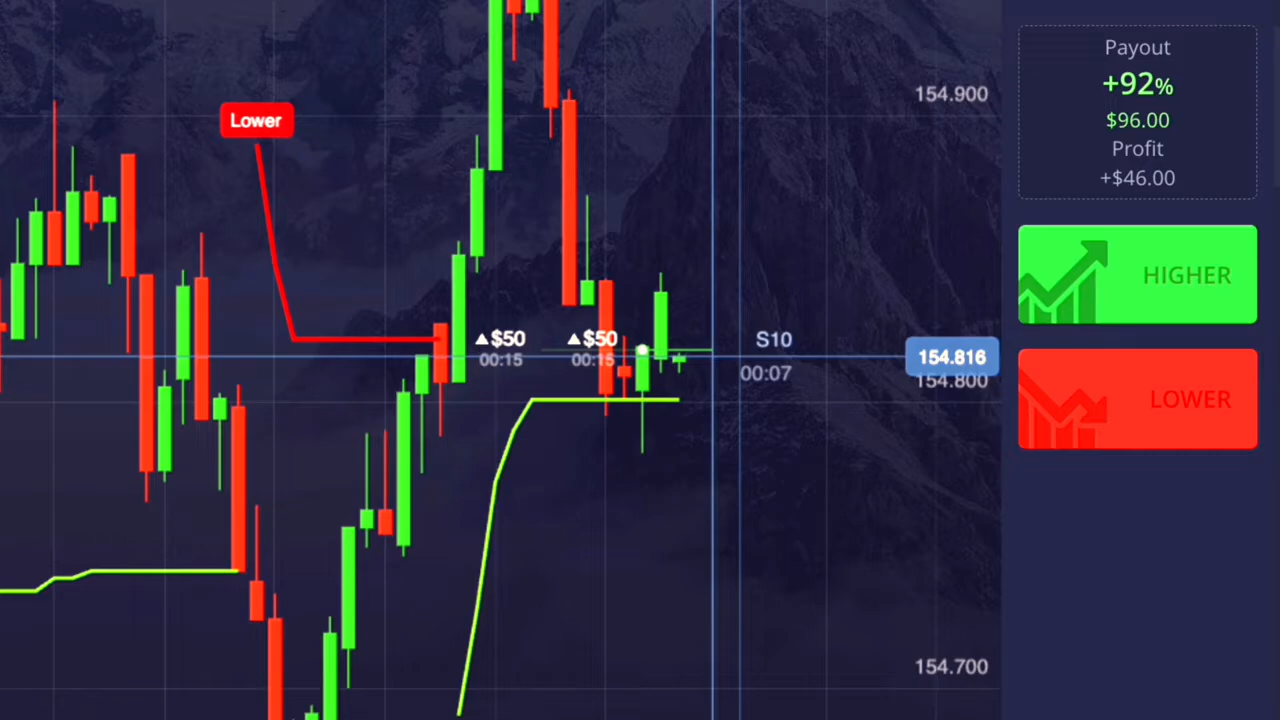 Payout
+92%
$96.00
Profit
+$46.00
154.900
Lower
HIGHER
▲$50
▲$50
S10
00:15
00:15
154.816
00:07
154.800
LOWER
154.700